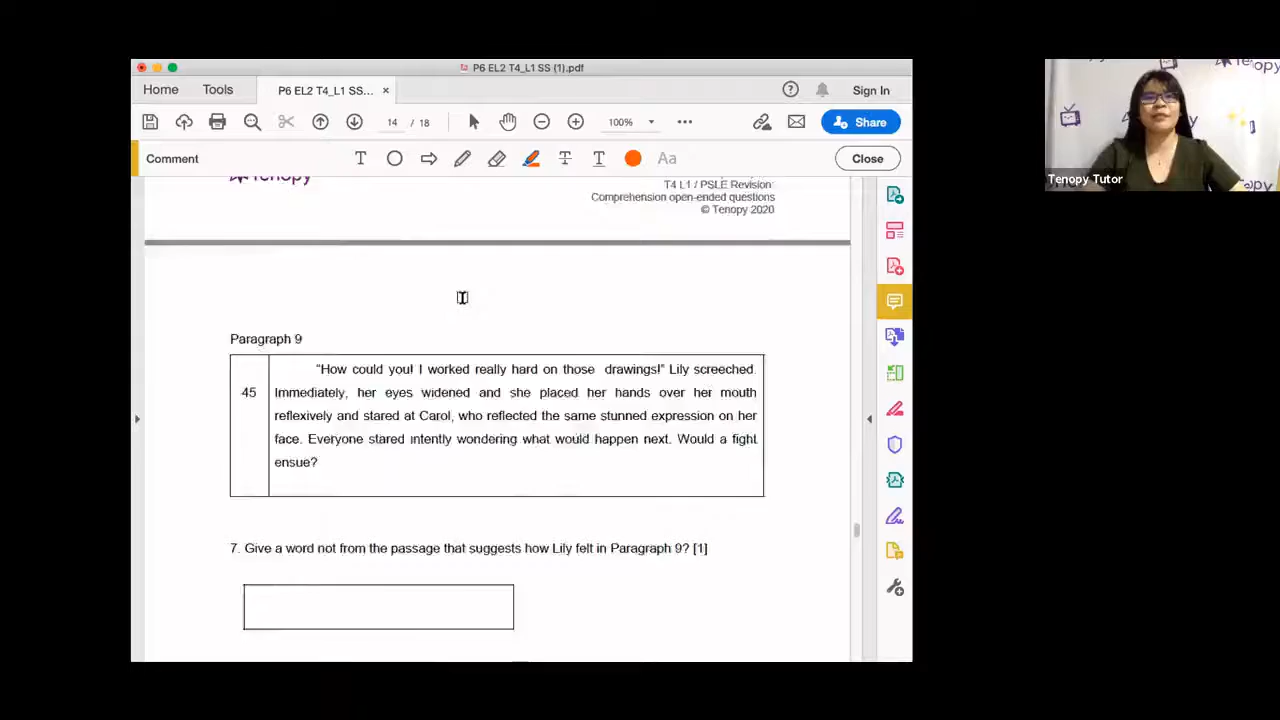 P6 EL2 T4_L1 SS (1).pdf
Home Tools P6 EL2 T4_L1 SS... × Sign In
14 / 18 100% Share
Comment T T T Aa Close
Tenopy
T4 L1 / PSLE Revision:
Comprehension open-ended questions
© Tenopy 2020
Paragraph 9
"How could you! I worked really hard on those drawings!" Lily screeched.
45 Immediately, her eyes widened and she placed her hands over her mouth
reflexively and stared at Carol, who reflected the same stunned expression on her
face. Everyone stared intently wondering what would happen next. Would a fight
ensue?
7. Give a word not from the passage that suggests how Lily felt in Paragraph 9? [1]
Tenopy Tutor